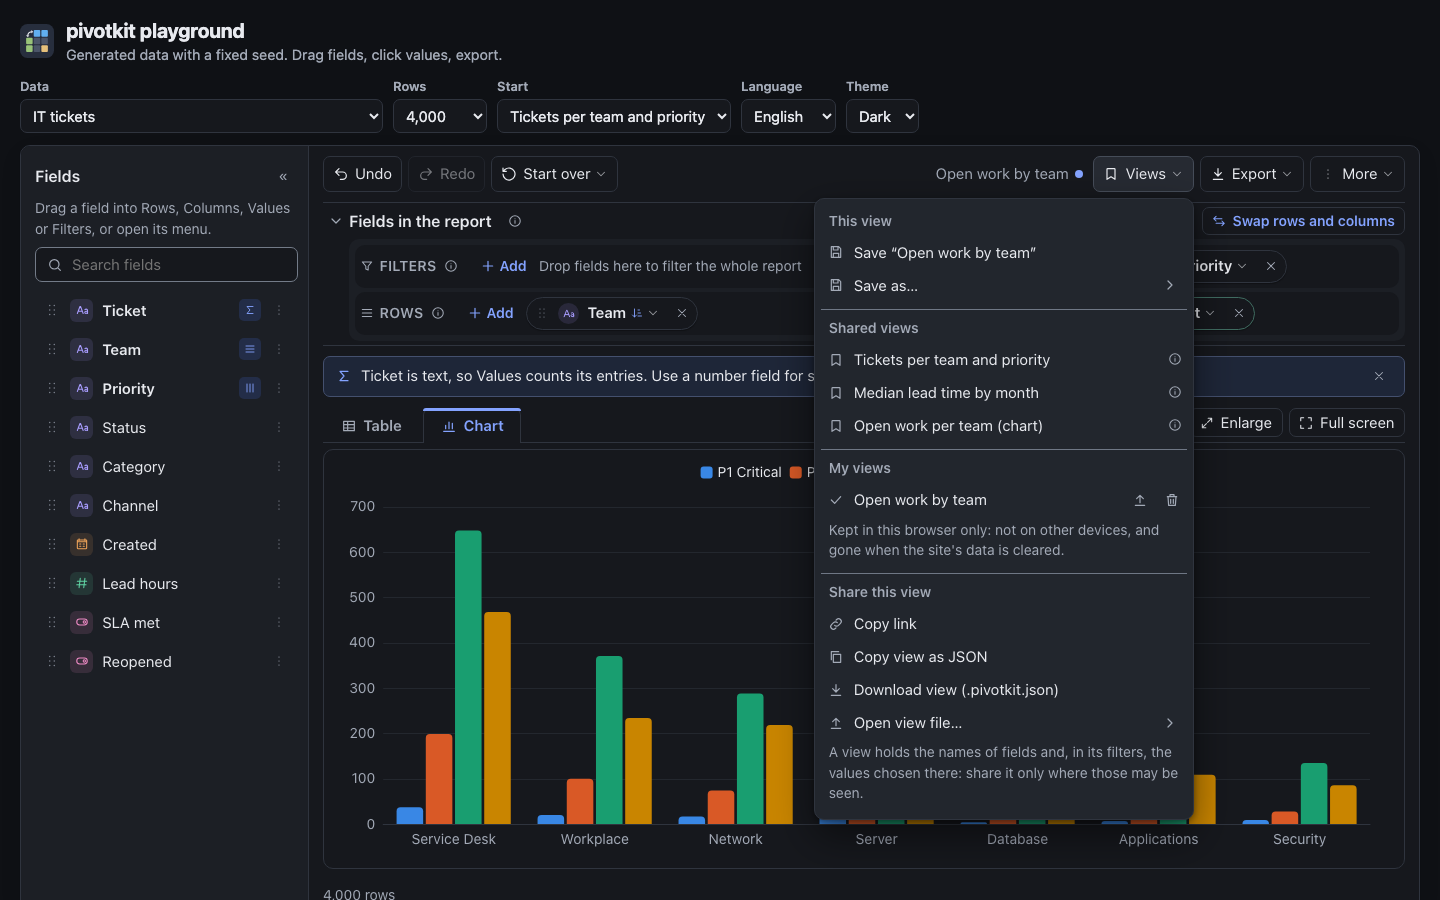 pivotkit playground
Generated data with a fixed seed. Drag fields, click values, export.
Data
IT tickets
Rows
4,000
Start
Tickets per team and priority
Language
English
Theme
Dark
Fields
«
Drag a field into Rows, Columns, Values
or Filters, or open its menu.
Search fields
Aa Ticket Σ
Aa Team
Aa Priority
Aa Status
Aa Category
Aa Channel
Created
Lead hours
SLA met
Reopened
Undo
Redo
Start over
Open work by team
Views
Export
More
Fields in the report
Swap rows and columns
FILTERS
+ Add
Drop fields here to filter the whole report
iority
ROWS
+ Add
Aa Team
t
Σ Ticket is text, so Values counts its entries. Use a number field for s
Table
Chart
Enlarge
Full screen
P1 Critical
P
700
600
500
400
300
200
100
0
Service Desk
Workplace
Network
Server
Database
Applications
Security
4,000 rows
This view
Save “Open work by team”
Save as...
Shared views
Tickets per team and priority
Median lead time by month
Open work per team (chart)
My views
Open work by team
Kept in this browser only: not on other devices, and
gone when the site's data is cleared.
Share this view
Copy link
Copy view as JSON
Download view (.pivotkit.json)
Open view file...
A view holds the names of fields and, in its filters, the
values chosen there: share it only where those may be
seen.